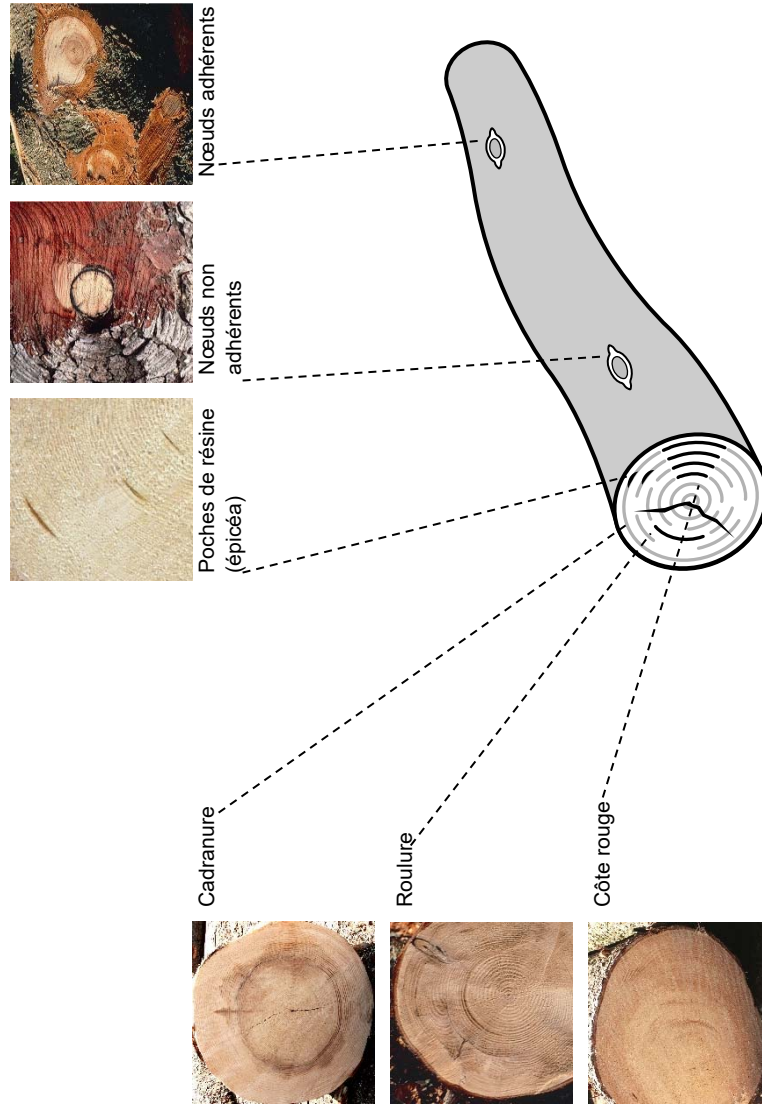 Nœuds adhérents
Nœuds non
adhérents
Poches de résine
(épicéa)
Cadranure
Roulure
Côte rouge